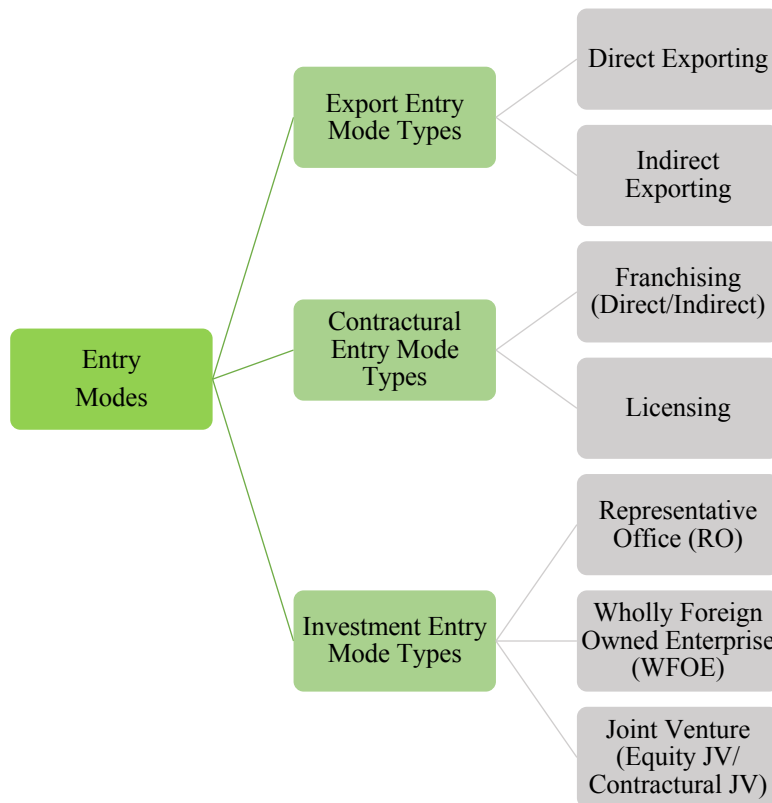 Entry
Modes
Export Entry
Mode Types
Direct Exporting
Indirect
Exporting
Contractural
Entry Mode
Types
Franchising
(Direct/Indirect)
Licensing
Investment Entry
Mode Types
Representative
Office (RO)
Wholly Foreign
Owned Enterprise
(WFOE)
Joint Venture
(Equity JV/
Contractural JV)